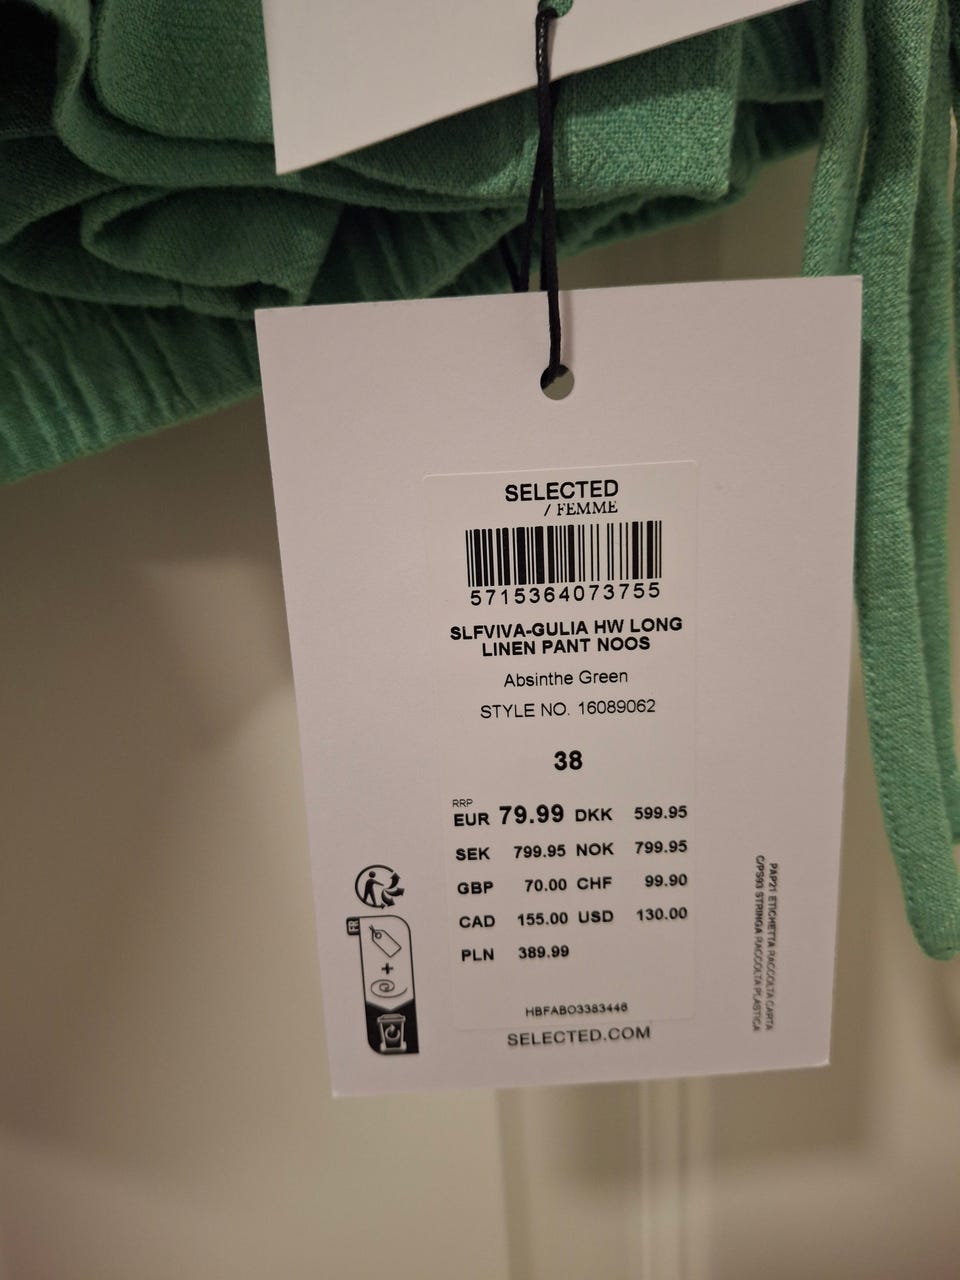 SELECTED
/ FEMME
5715364073755
SLFVIVA-GULIA HW LONG
LINEN PANT NOOS
Absinthe Green
STYLE NO. 16089062
38
RRP
EUR 79.99 DKK 599.95
SEK 799.95 NOK 799.95
GBP 70.00 CHF 99.90
CAD 155.00 USD 130.00
PLN 389.99
HBFABO3383446
SELECTED.COM
FR
+
PAP21 ETICHETTA RACCOLTA CARTA
C/PS93 STRINGA RACCOLTA PLASTICA